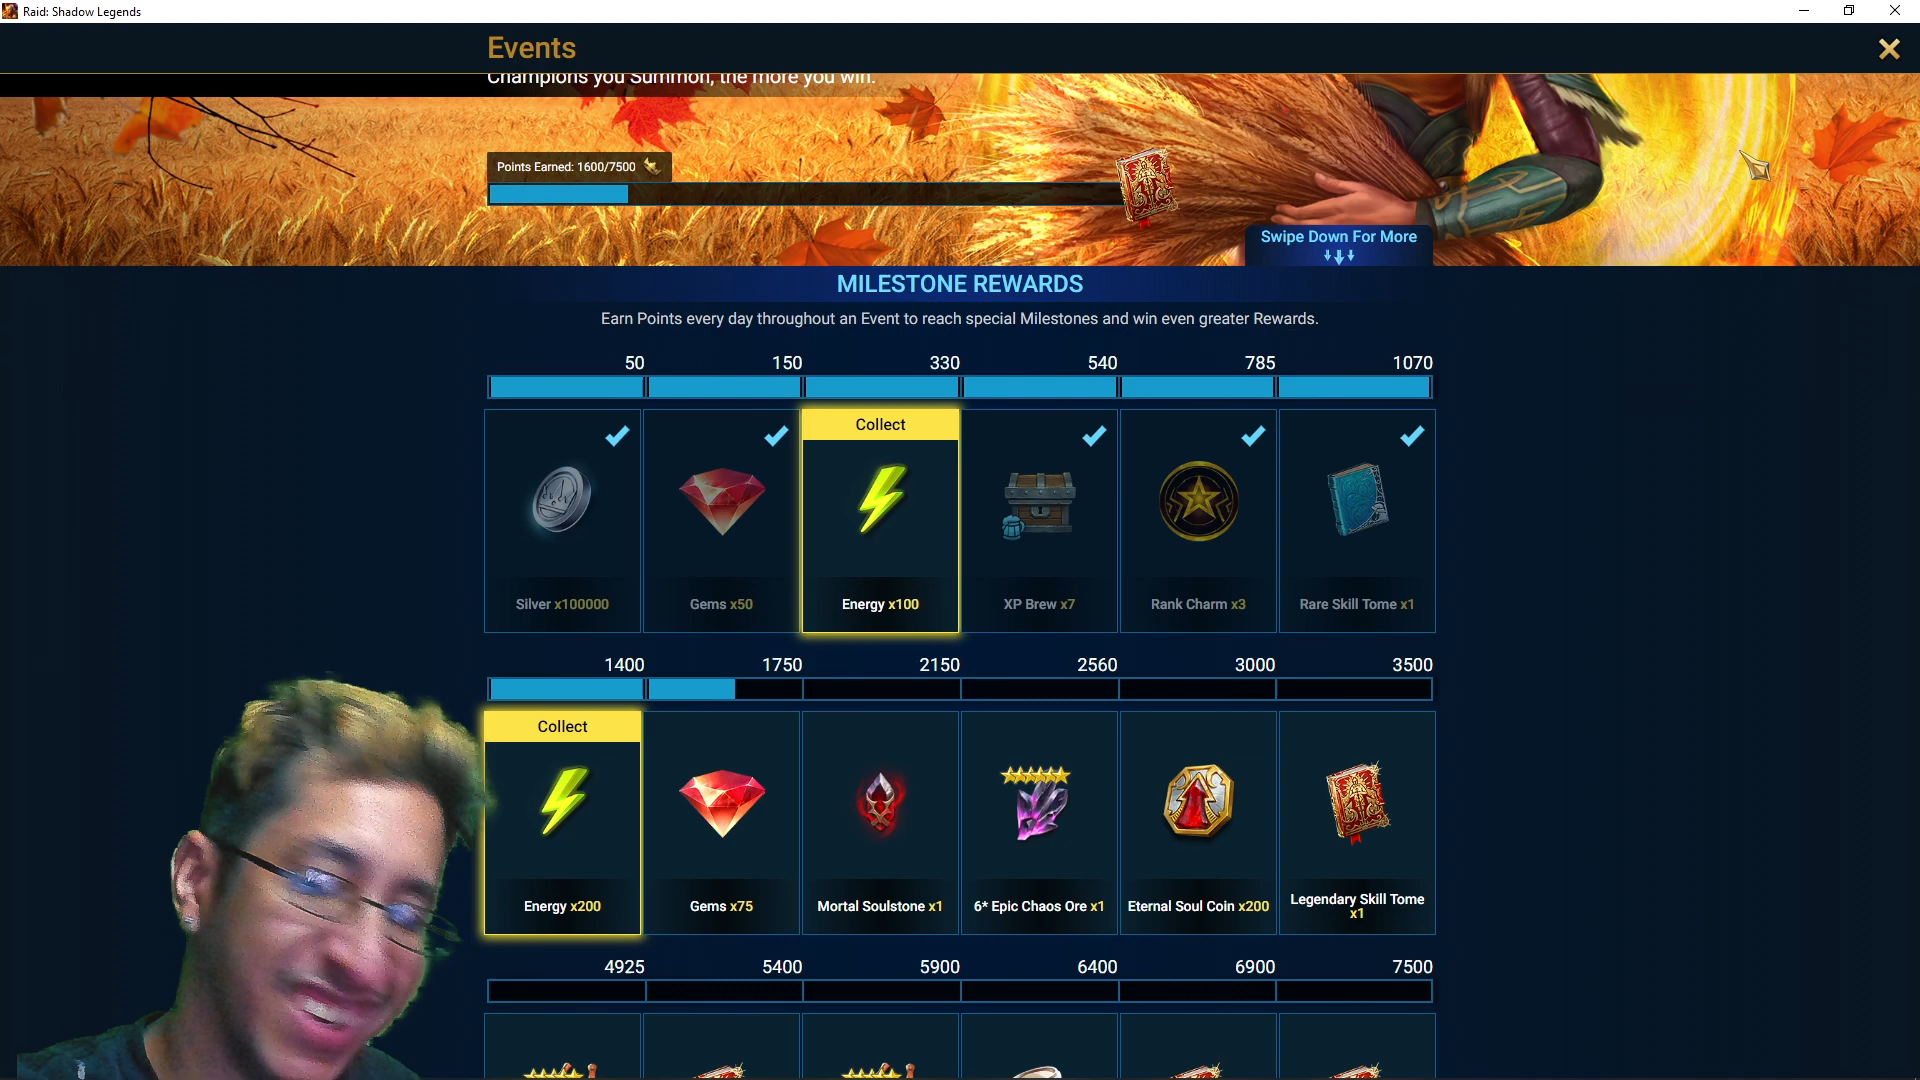 Raid: Shadow Legends
Events
Champions you Summon, the more you win.
Points Earned: 1600/7500
Swipe Down For More
MILESTONE REWARDS
Earn Points every day throughout an Event to reach special Milestones and win even greater Rewards.
50 150 330 540 785 1070
Collect
Silver x100000 Gems x50 Energy x100 XP Brew x7 Rank Charm x3 Rare Skill Tome x1
1400 1750 2150 2560 3000 3500
Collect
Energy x200 Gems x75 Mortal Soulstone x1 6* Epic Chaos Ore x1 Eternal Soul Coin x200 Legendary Skill Tome
x1
4925 5400 5900 6400 6900 7500